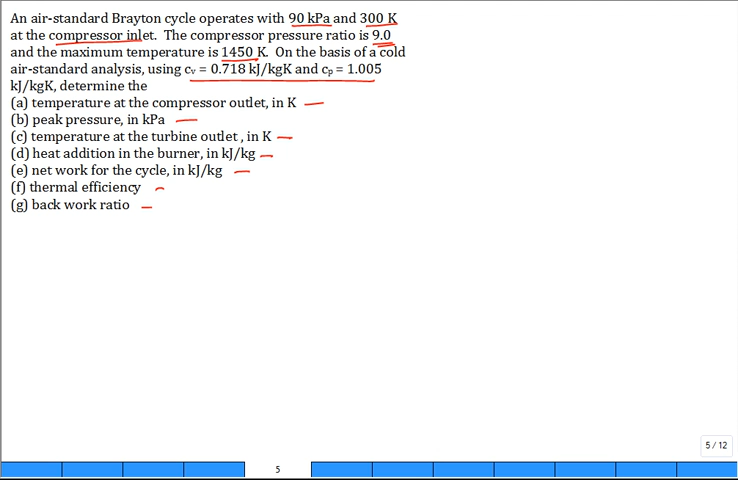 An air-standard Brayton cycle operates with 90 kPa and 300 K
at the compressor inlet. The compressor pressure ratio is 9.0
and the maximum temperature is 1450 K. On the basis of a cold
air-standard analysis, using cv = 0.718 kJ/kgK and cp = 1.005
kJ/kgK, determine the
(a) temperature at the compressor outlet, in K
(b) peak pressure, in kPa
(c) temperature at the turbine outlet , in K
(d) heat addition in the burner, in kJ/kg
(e) net work for the cycle, in kJ/kg
(f) thermal efficiency
(g) back work ratio
5 / 12
5